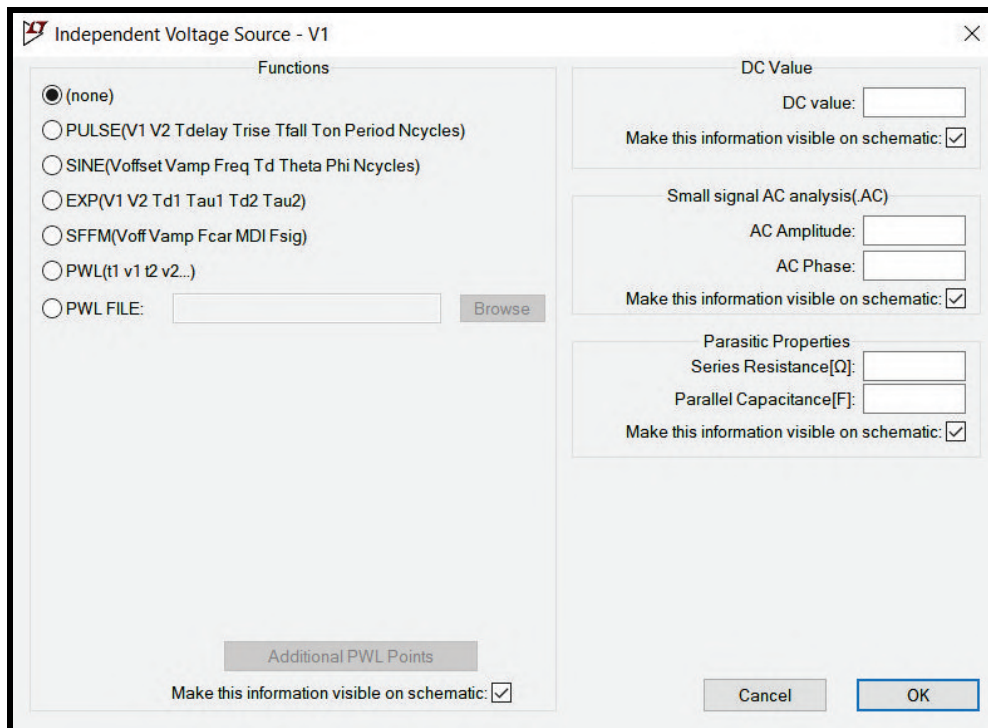 Independent Voltage Source - V1
Functions
(none)
PULSE(V1 V2 Tdelay Trise Tfall Ton Period Ncycles)
SINE(Voffset Vamp Freq Td Theta Phi Ncycles)
EXP(V1 V2 Td1 Tau1 Td2 Tau2)
SFFM(Voff Vamp Fcar MDI Fsig)
PWL(t1 v1 t2 v2...)
PWL FILE:
Browse
Additional PWL Points
Make this information visible on schematic:
DC Value
DC value:
Make this information visible on schematic:
Small signal AC analysis(.AC)
AC Amplitude:
AC Phase:
Make this information visible on schematic:
Parasitic Properties
Series Resistance[Ω]:
Parallel Capacitance[F]:
Make this information visible on schematic:
Cancel
OK